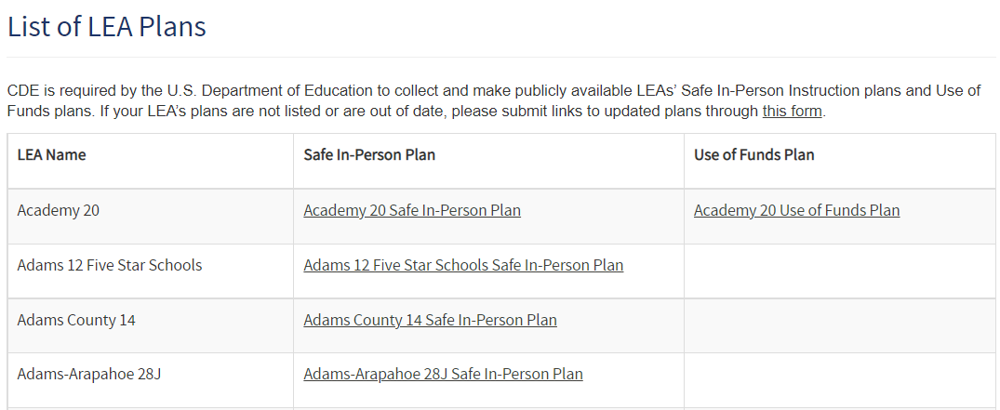 List of LEA Plans
CDE is required by the U.S. Department of Education to collect and make publicly available LEAs’ Safe In-Person Instruction plans and Use of
Funds plans. If your LEA’s plans are not listed or are out of date, please submit links to updated plans through this form.
LEA Name Safe In-Person Plan Use of Funds Plan
Academy 20 Academy 20 Safe In-Person Plan Academy 20 Use of Funds Plan
Adams 12 Five Star Schools Adams 12 Five Star Schools Safe In-Person Plan
Adams County 14 Adams County 14 Safe In-Person Plan
Adams-Arapahoe 28J Adams-Arapahoe 28J Safe In-Person Plan